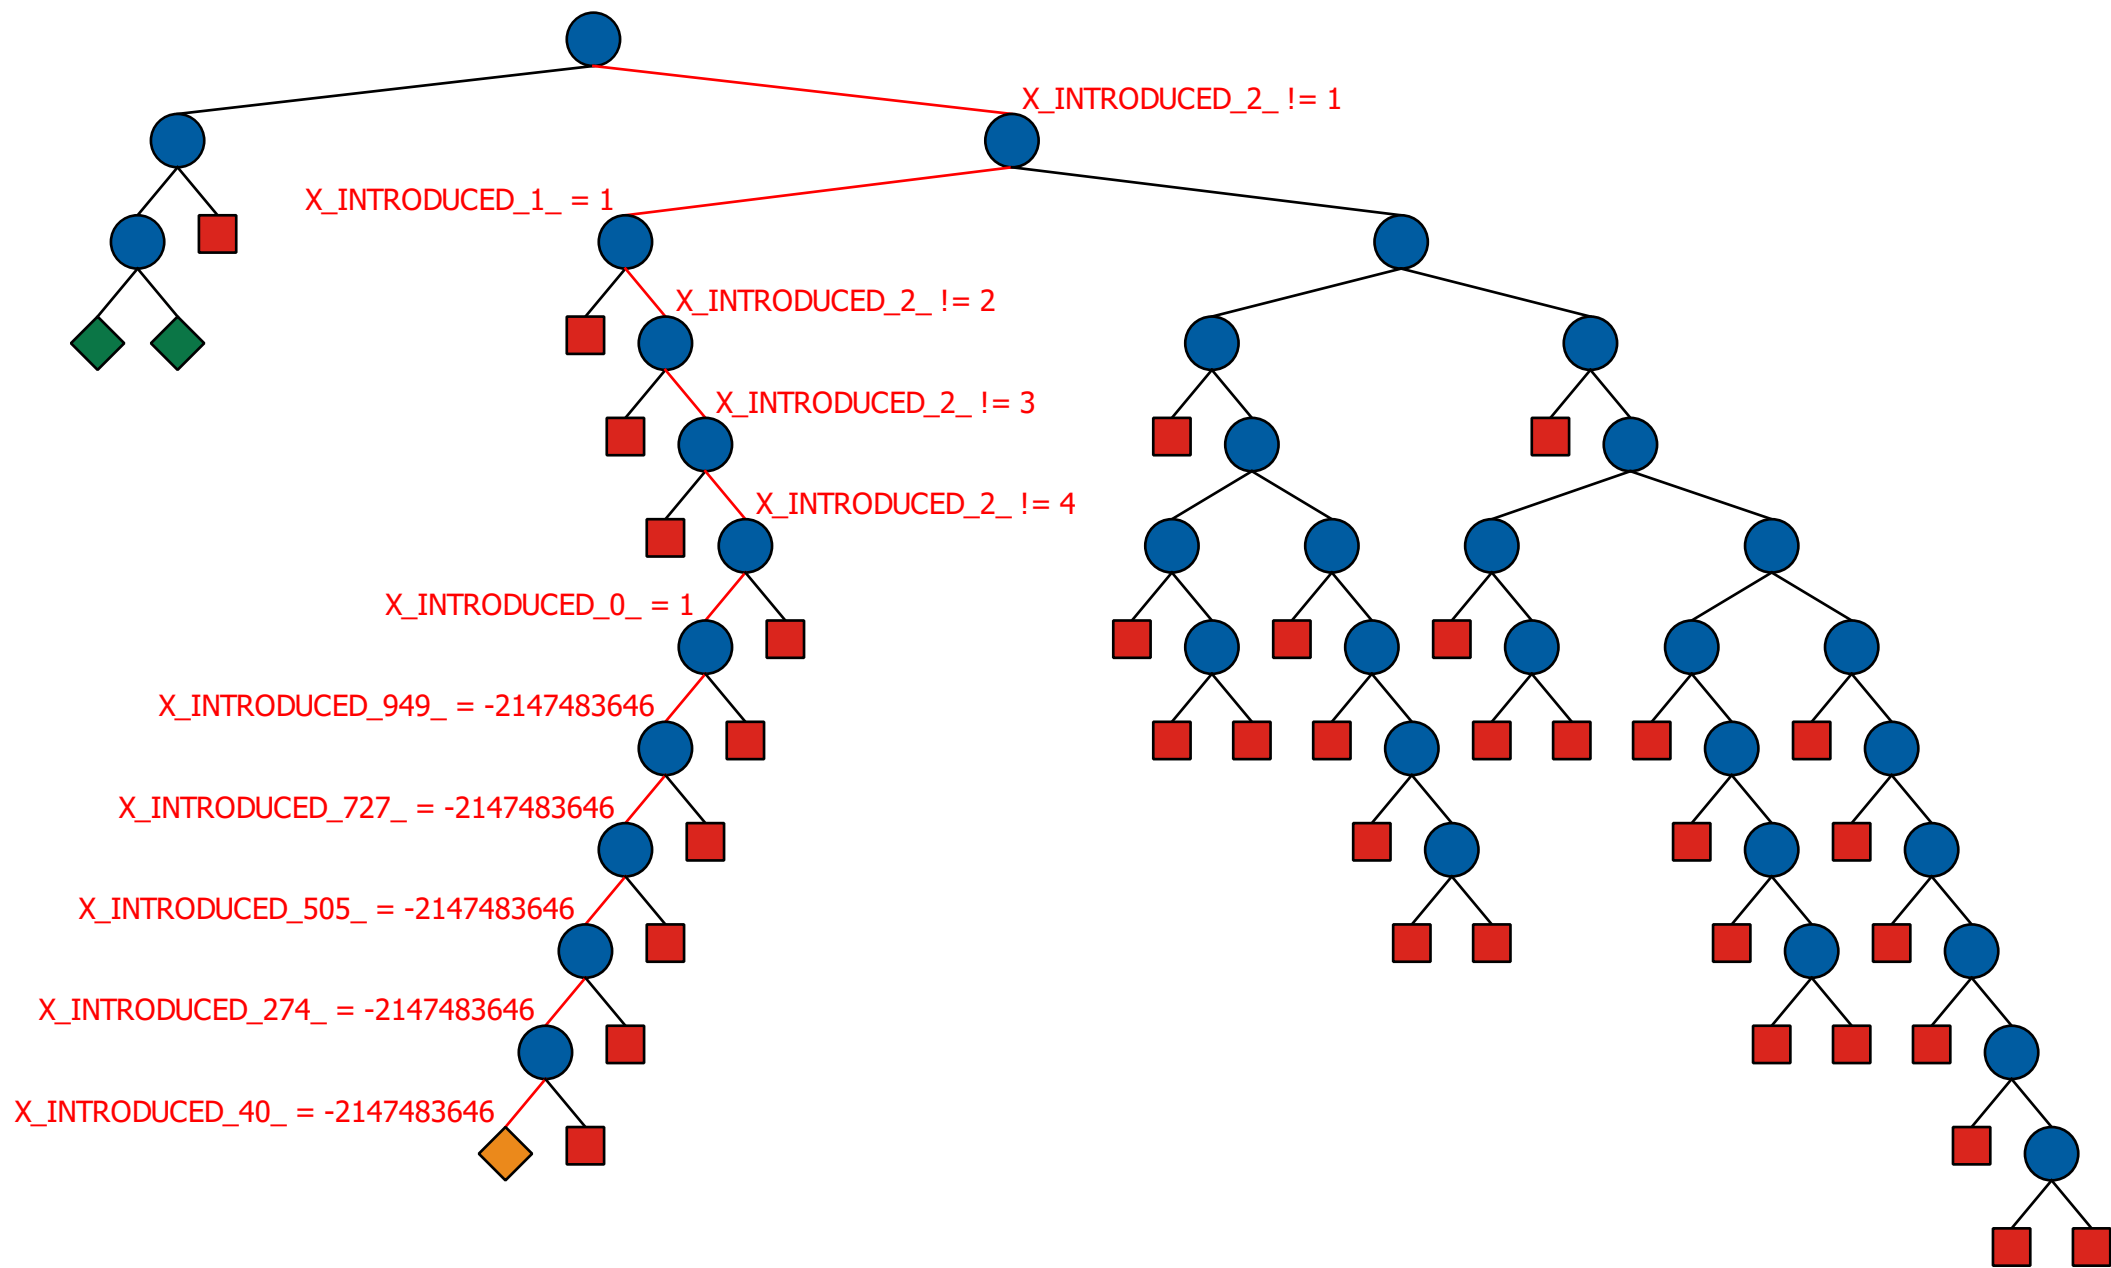 X_INTRODUCED_2_ != 1
X_INTRODUCED_1_ = 1
X_INTRODUCED_2_ != 2
X_INTRODUCED_2_ != 3
X_INTRODUCED_2_ != 4
X_INTRODUCED_0_ = 1
X_INTRODUCED_949_ = -2147483646
X_INTRODUCED_727_ = -2147483646
X_INTRODUCED_505_ = -2147483646
X_INTRODUCED_274_ = -2147483646
X_INTRODUCED_40_ = -2147483646